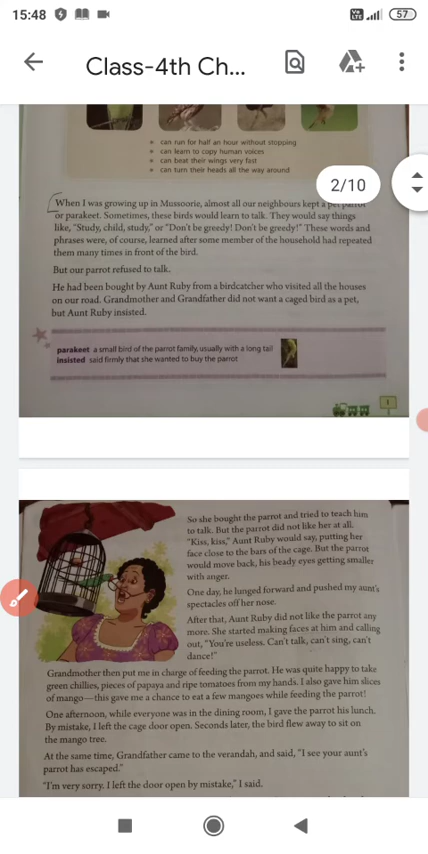 15:48
Vo LTE
57
Class-4th Ch...
can run for half an hour without stopping
can learn to copy human voices
can beat their wings very fast
can turn their heads all the way around
2/10
When I was growing up in Mussoorie, almost all our neighbours kept a pet parrot
or parakeet. Sometimes, these birds would learn to talk. They would say things
like, "Study, child, study," or "Don't be greedy! Don't be greedy!" These words and
phrases were, of course, learned after some member of the household had repeated
them many times in front of the bird.
But our parrot refused to talk.
He had been bought by Aunt Ruby from a birdcatcher who visited all the houses
on our road. Grandmother and Grandfather did not want a caged bird as a pet,
but Aunt Ruby insisted.
parakeet a small bird of the parrot family, usually with a long tail
insisted said firmly that she wanted to buy the parrot
1
So she bought the parrot and tried to teach him
to talk. But the parrot did not like her at all.
"Kiss, kiss," Aunt Ruby would say, putting her
face close to the bars of the cage. But the parrot
would move back, his beady eyes getting smaller
with anger.
One day, he lunged forward and pushed my aunt's
spectacles off her nose.
After that, Aunt Ruby did not like the parrot any
more. She started making faces at him and calling
out, "You're useless. Can't talk, can't sing, can't
dance!"
Grandmother then put me in charge of feeding the parrot. He was quite happy to take
green chillies, pieces of papaya and ripe tomatoes from my hands. I also gave him slices
of mango—this gave me a chance to eat a few mangoes while feeding the parrot!
One afternoon, while everyone was in the dining room, I gave the parrot his lunch.
By mistake, I left the cage door open. Seconds later, the bird flew away to sit on
the mango tree.
At the same time, Grandfather came to the verandah, and said, "I see your aunt's
parrot has escaped."
"I'm very sorry. I left the door open by mistake," I said.